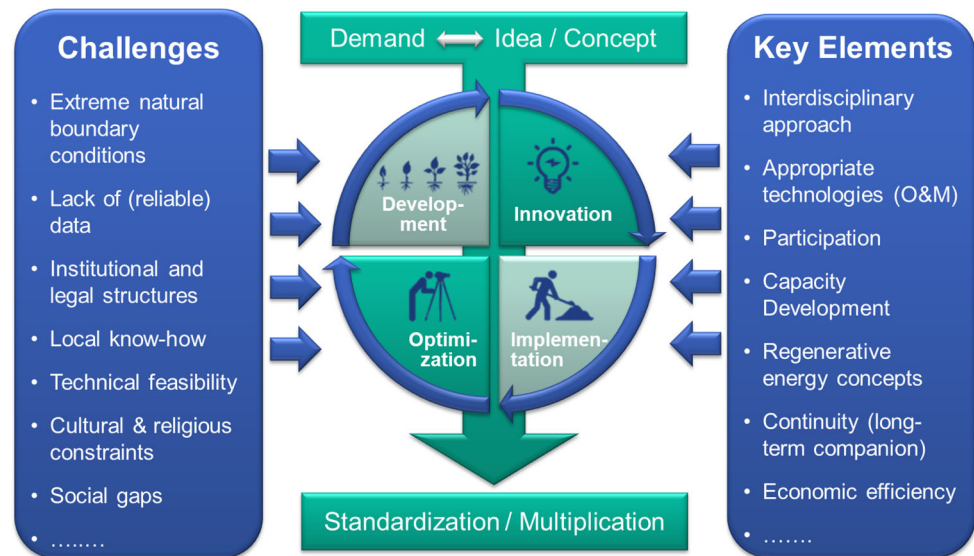 Challenges
• Extreme natural
boundary
conditions
• Lack of (reliable)
data
• Institutional and
legal structures
• Local know-how
• Technical feasibility
• Cultural & religious
constraints
• Social gaps
• ........
Demand
Idea / Concept
Develop-
ment
Innovation
Optimi-
zation
Implemen-
tation
Standardization / Multiplication
Key Elements
• Interdisciplinary
approach
• Appropriate
technologies (O&M)
• Participation
• Capacity
Development
• Regenerative
energy concepts
• Continuity (long-
term companion)
• Economic efficiency
• .......